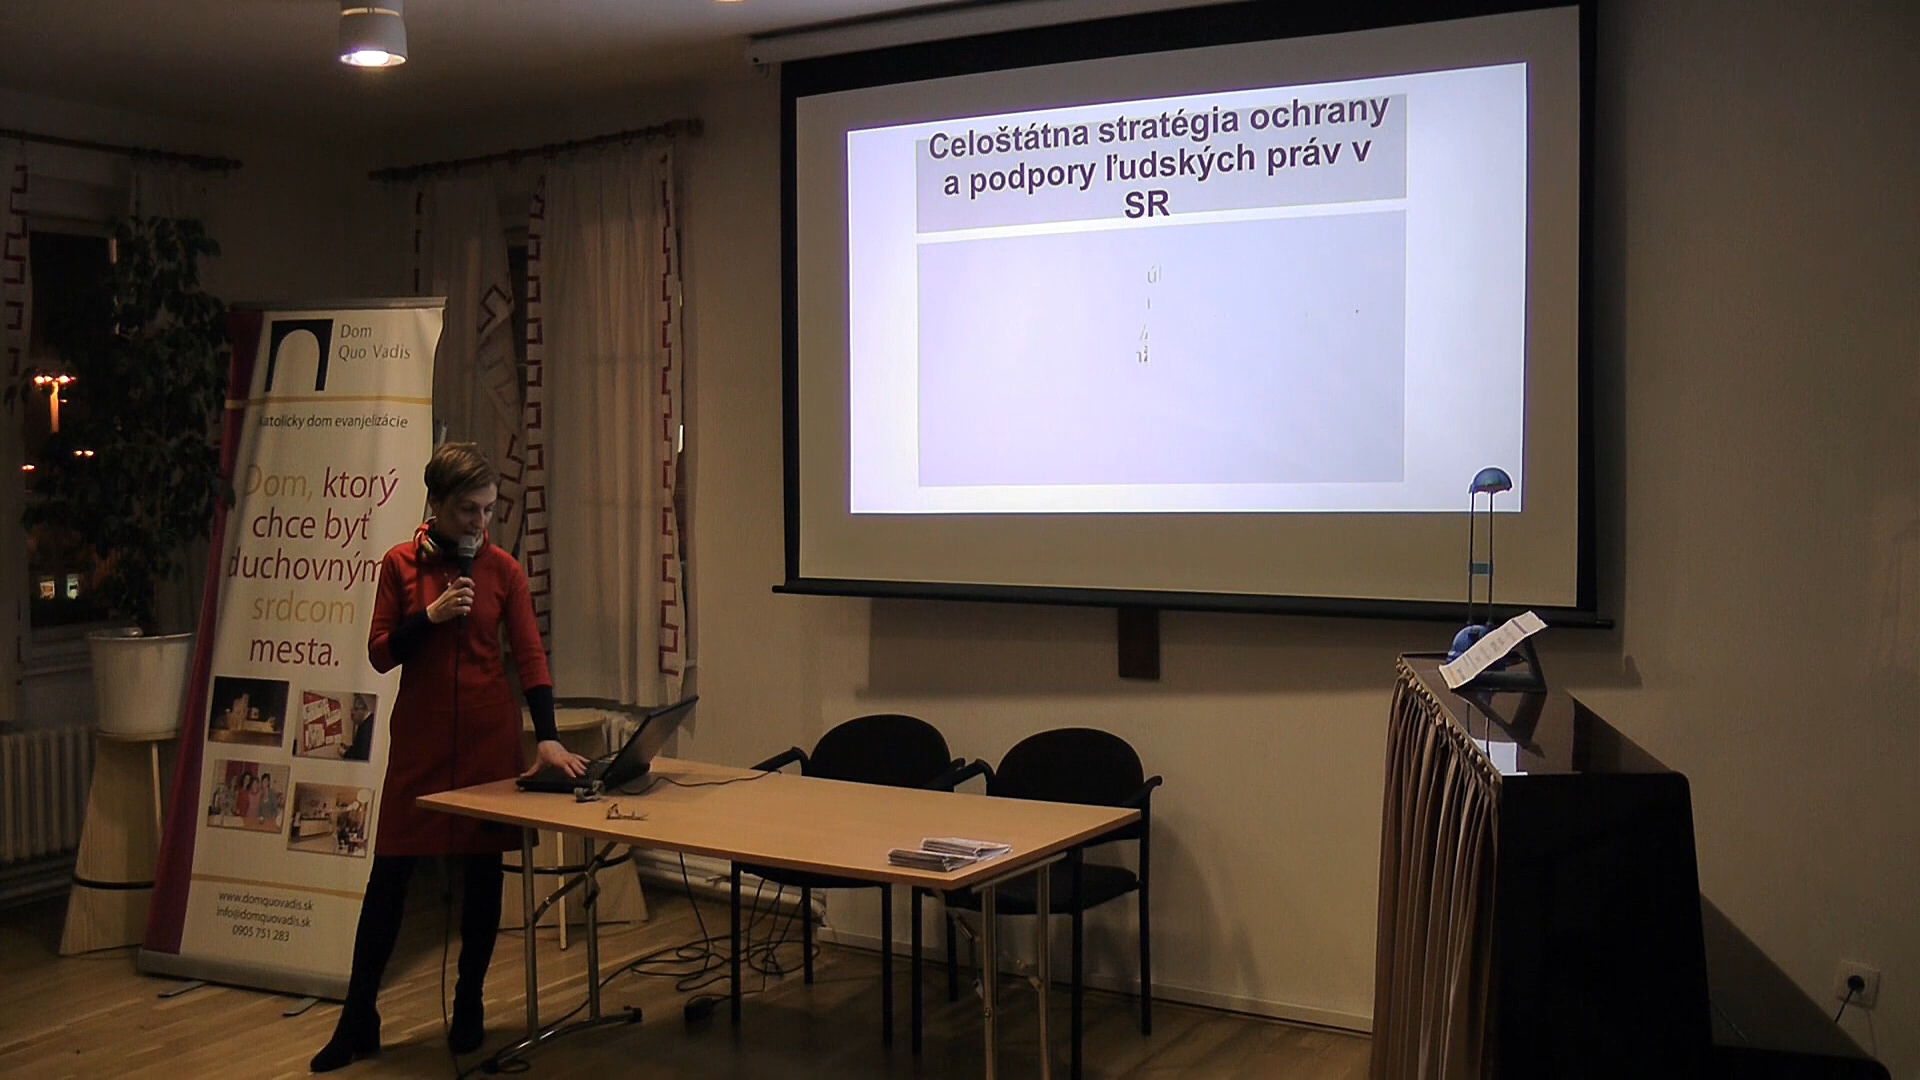 Celoštátna stratégia ochrany
a podpory ľudských práv v
SR
Dom
Quo Vadis
katolícky dom evanjelizácie
Dom, ktorý
chce byť
duchovným
srdcom
mesta.
www.domquovadis.sk
info@domquovadis.sk
0905 751 283